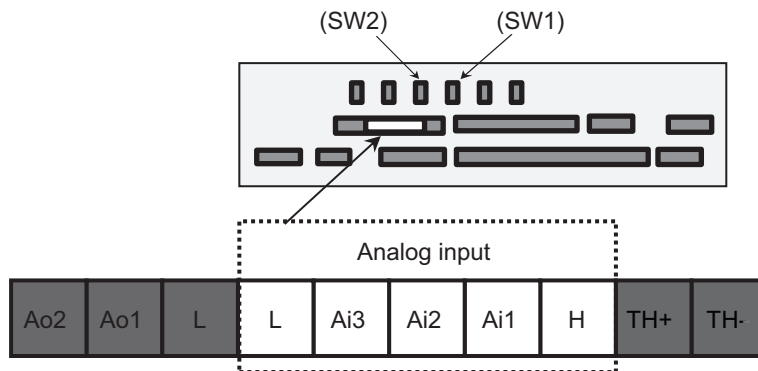 (SW2) (SW1)
Analog input
Ao2 Ao1 L L Ai3 Ai2 Ai1 H TH+ TH-